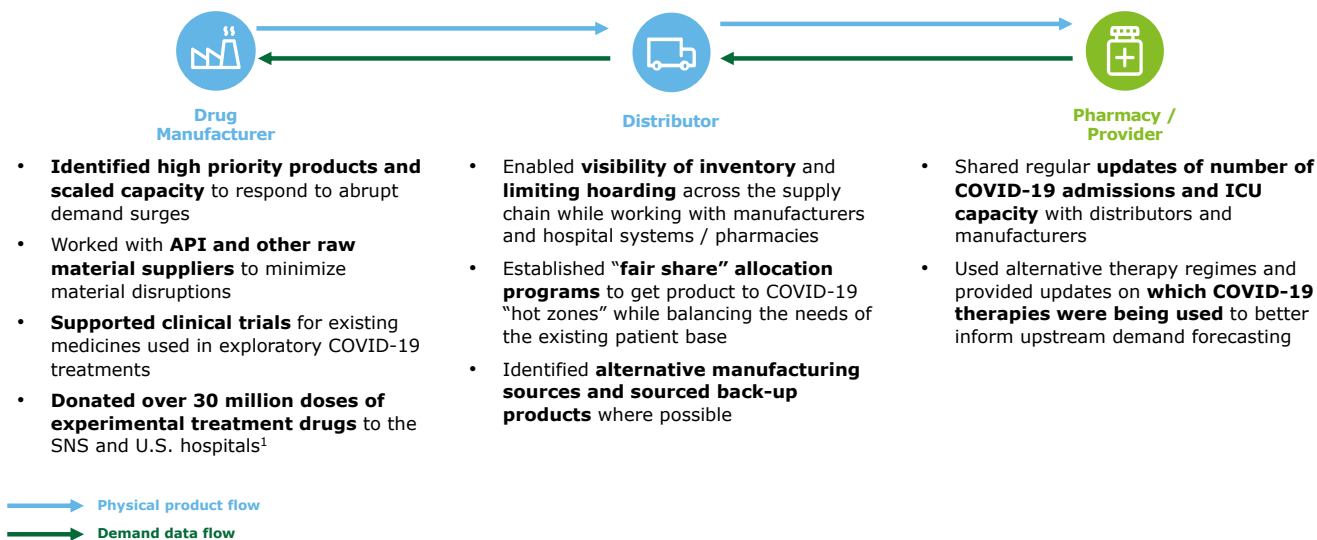 Drug
Manufacturer
• Identified high priority products and
scaled capacity to respond to abrupt
demand surges
• Worked with API and other raw
material suppliers to minimize
material disruptions
• Supported clinical trials for existing
medicines used in exploratory COVID-19
treatments
• Donated over 30 million doses of
experimental treatment drugs to the
SNS and U.S. hospitals1
Distributor
• Enabled visibility of inventory and
limiting hoarding across the supply
chain while working with manufacturers
and hospital systems / pharmacies
• Established “fair share” allocation
programs to get product to COVID-19
“hot zones” while balancing the needs of
the existing patient base
• Identified alternative manufacturing
sources and sourced back-up
products where possible
Pharmacy /
Provider
• Shared regular updates of number of
COVID-19 admissions and ICU
capacity with distributors and
manufacturers
• Used alternative therapy regimes and
provided updates on which COVID-19
therapies were being used to better
inform upstream demand forecasting
Physical product flow
Demand data flow